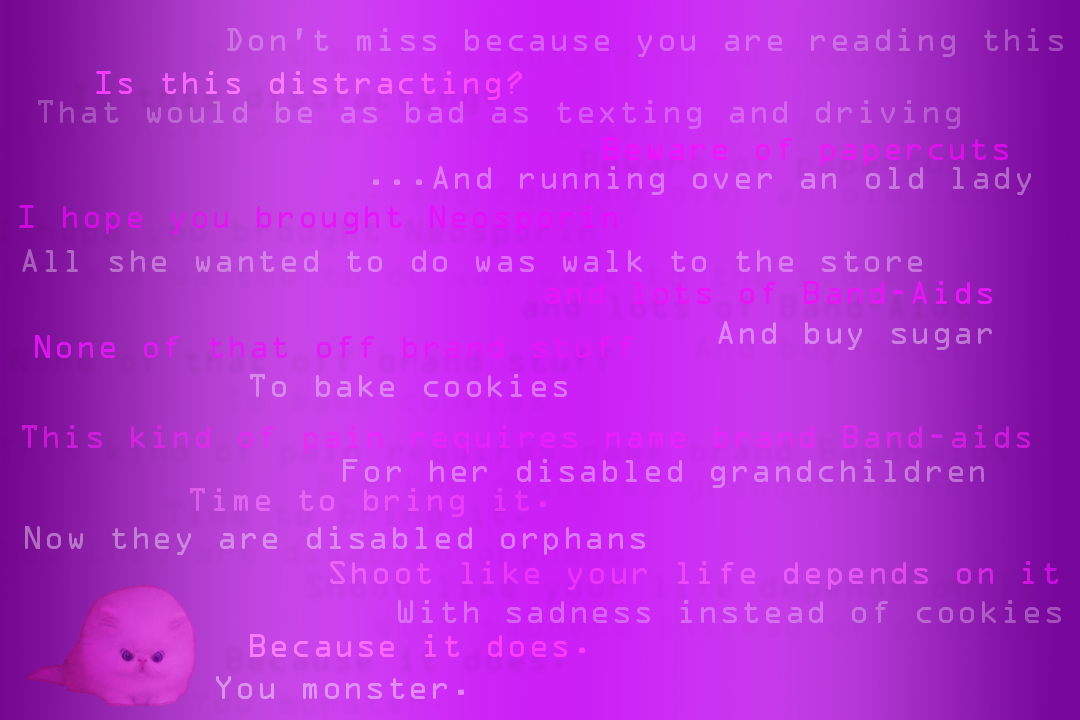 Don't miss because you are reading this
Is this distracting?
That would be as bad as texting and driving
Beware of papercuts
...And running over an old lady
I hope you brought Neosporin
All she wanted to do was walk to the store
and lots of Band-Aids
And buy sugar
None of that off brand stuff
To bake cookies
This kind of pain requires name brand Band-aids
For her disabled grandchildren
Time to bring it.
Now they are disabled orphans
Shoot like your life depends on it
With sadness instead of cookies
Because it does.
You monster.